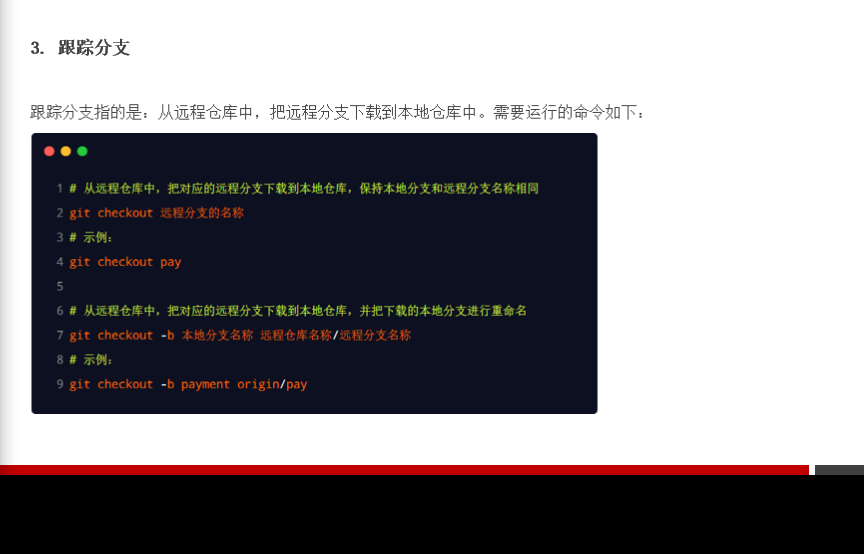 3. 跟踪分支
跟踪分支指的是：从远程仓库中，把远程分支下载到本地仓库中。需要运行的命令如下：
1 # 从远程仓库中，把对应的远程分支下载到本地仓库，保持本地分支和远程分支名称相同
2 git checkout 远程分支的名称
3 # 示例：
4 git checkout pay
5
6 # 从远程仓库中，把对应的远程分支下载到本地仓库，并把下载的本地分支进行重命名
7 git checkout -b 本地分支名称 远程仓库名称/远程分支名称
8 # 示例：
9 git checkout -b payment origin/pay